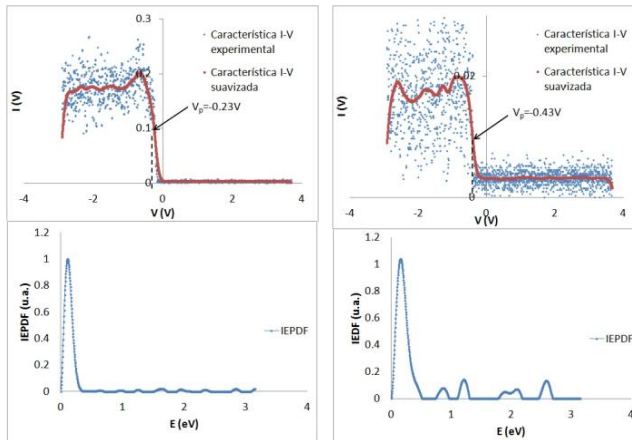 0.3
0.2
0.1
0
I (V)
-4
-2
0
2
4
V (V)
Característica I-V
experimental
Característica I-V
suavizada
Vp=-0.23V
0.02
0
I (V)
-4
-2
0
2
4
V (V)
Característica I-V
experimental
Característica I-V
suavizada
Vp=-0.43V
1.2
1
0.8
0.6
0.4
0.2
0
IEPDF (u.a.)
0
1
2
3
4
5
E (eV)
IEPDF
1.2
1
0.8
0.6
0.4
0.2
0
IEDF (u.a.)
0
1
2
3
4
5
E (eV)
IEPDF